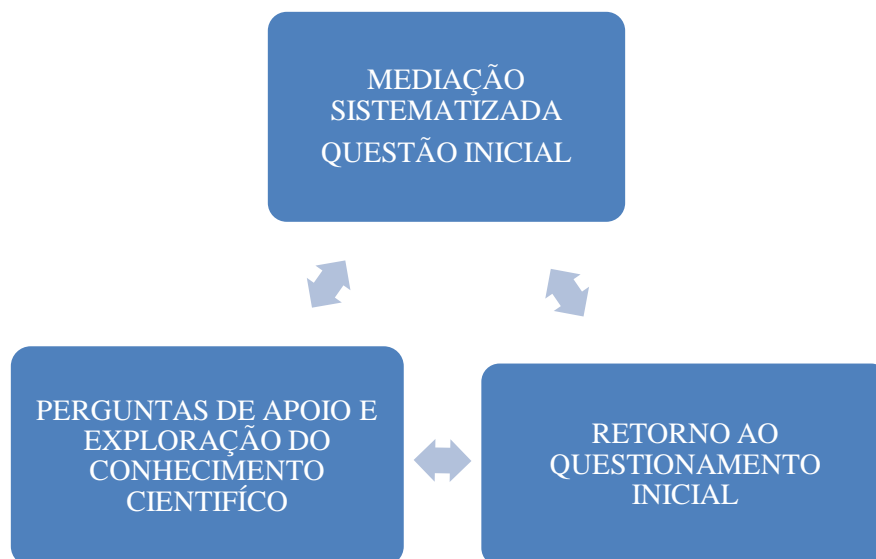 MEDIAÇÃO
SISTEMATIZADA
QUESTÃO INICIAL
PERGUNTAS DE APOIO E
EXPLORAÇÃO DO
CONHECIMENTO
CIENTIFÍCO
RETORNO AO
QUESTIONAMENTO
INICIAL